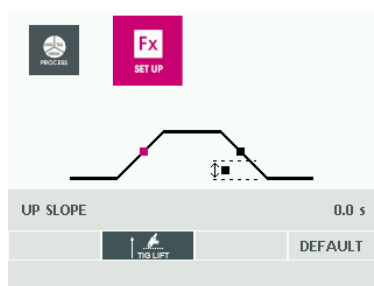 PROCESS
Fx
SET UP
UP SLOPE 0.0 s
TIG LIFT DEFAULT